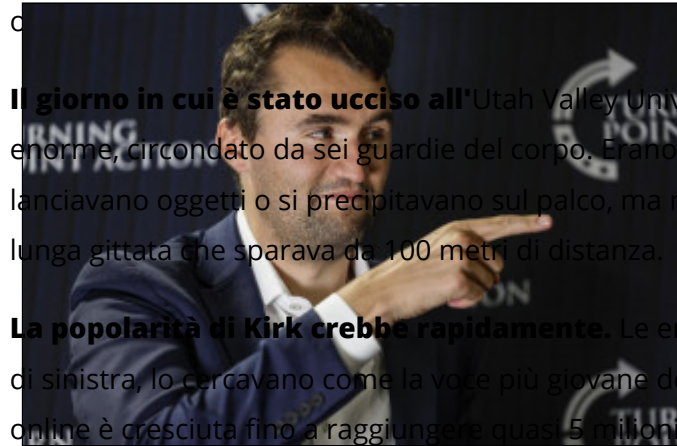 Il giorno in cui è stato ucciso all'Utah Valley
enorme, circondato da sei guardie del corpo. Erano
lanciavano oggetti o si precipitavano sul palco, ma
lunga gittata che sparava da 100 metri di distanza.
La popolarità di Kirk crebbe rapidamente. Le
di sinistra, lo cercavano come la voce più giovane
online è cresciuta fino a raggiungere quasi 5 milioni